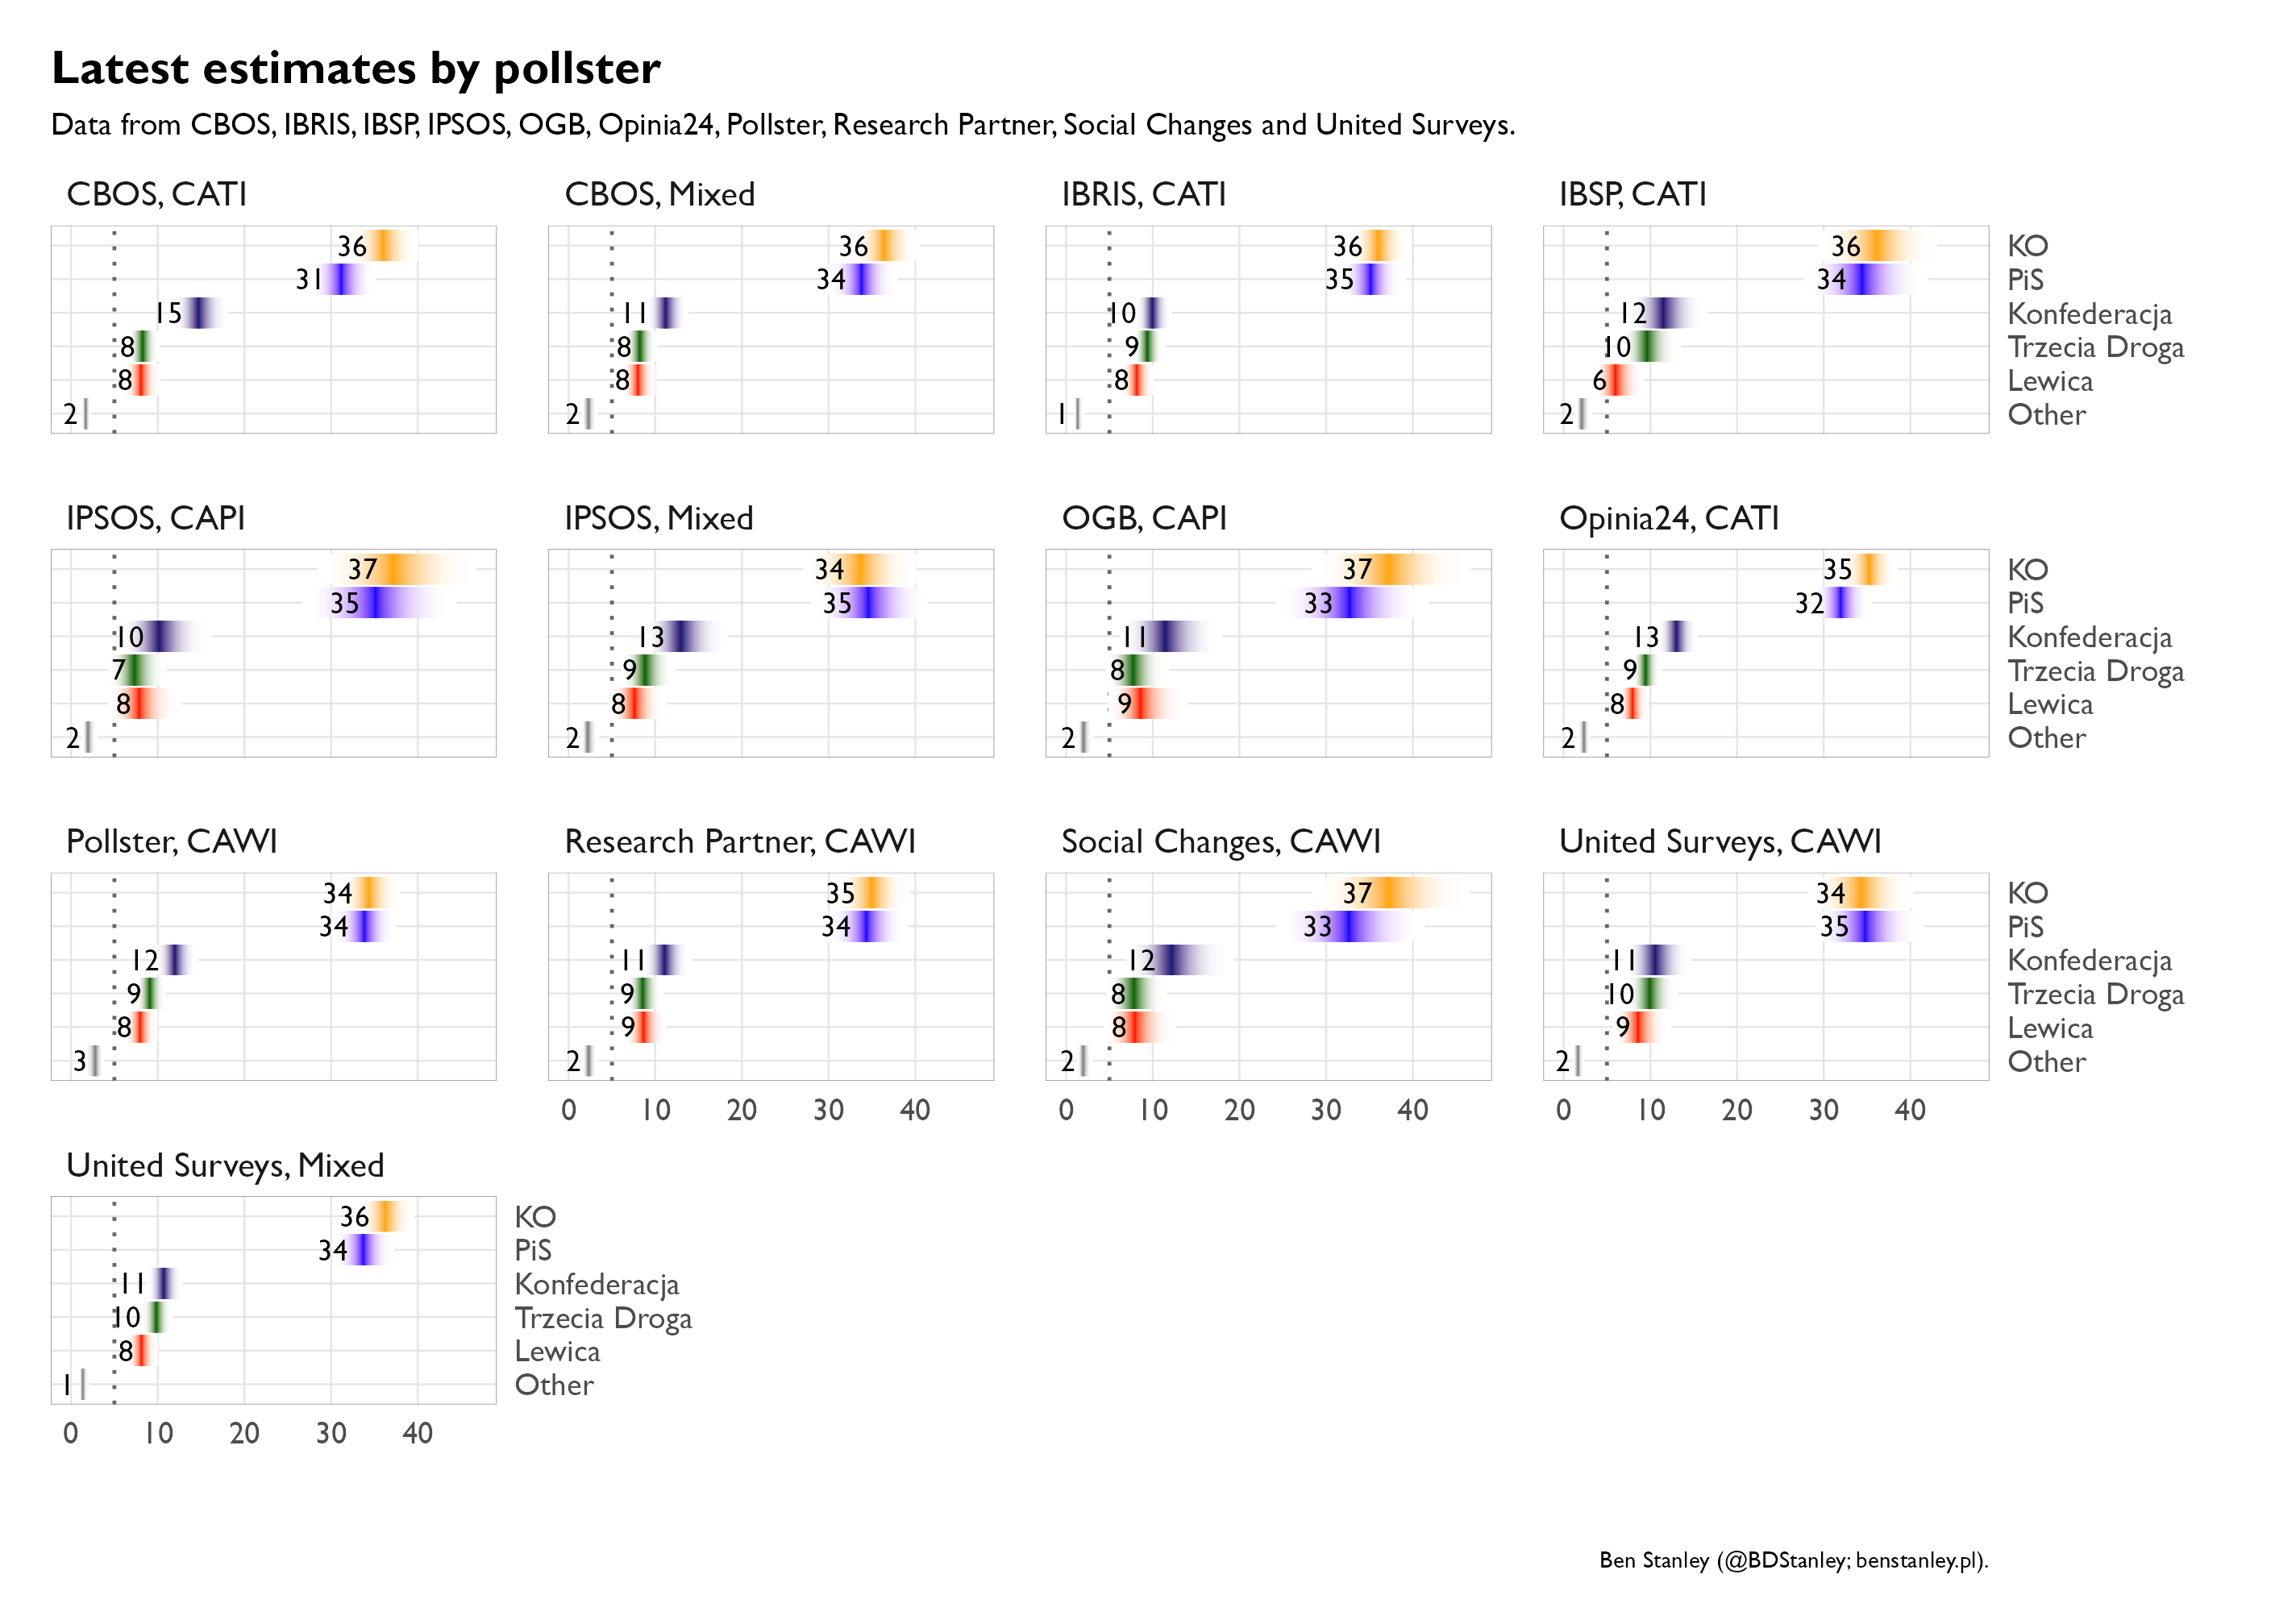 Latest estimates by pollster
Data from CBOS, IBRIS, IBSP, IPSOS, OGB, Opinia24, Pollster, Research Partner, Social Changes and United Surveys.
CBOS, CATI
36
31
15
8
8
2
CBOS, Mixed
36
34
11
8
8
2
IBRIS, CATI
36
35
10
9
8
1
IBSP, CATI
36
34
12
10
6
2
KO
PiS
Konfederacja
Trzecia Droga
Lewica
Other
IPSOS, CAPI
37
35
10
7
8
2
IPSOS, Mixed
34
35
13
9
8
2
OGB, CAPI
37
33
11
8
9
2
Opinia24, CATI
35
32
13
9
8
2
KO
PiS
Konfederacja
Trzecia Droga
Lewica
Other
Pollster, CAWI
34
34
12
9
8
3
Research Partner, CAWI
35
34
11
9
9
2
0 10 20 30 40
Social Changes, CAWI
37
33
12
8
8
2
0 10 20 30 40
United Surveys, CAWI
34
35
11
10
9
2
KO
PiS
Konfederacja
Trzecia Droga
Lewica
Other
0 10 20 30 40
United Surveys, Mixed
36
34
11
10
8
1
KO
PiS
Konfederacja
Trzecia Droga
Lewica
Other
0 10 20 30 40
Ben Stanley (@BDStanley; benstanley.pl).